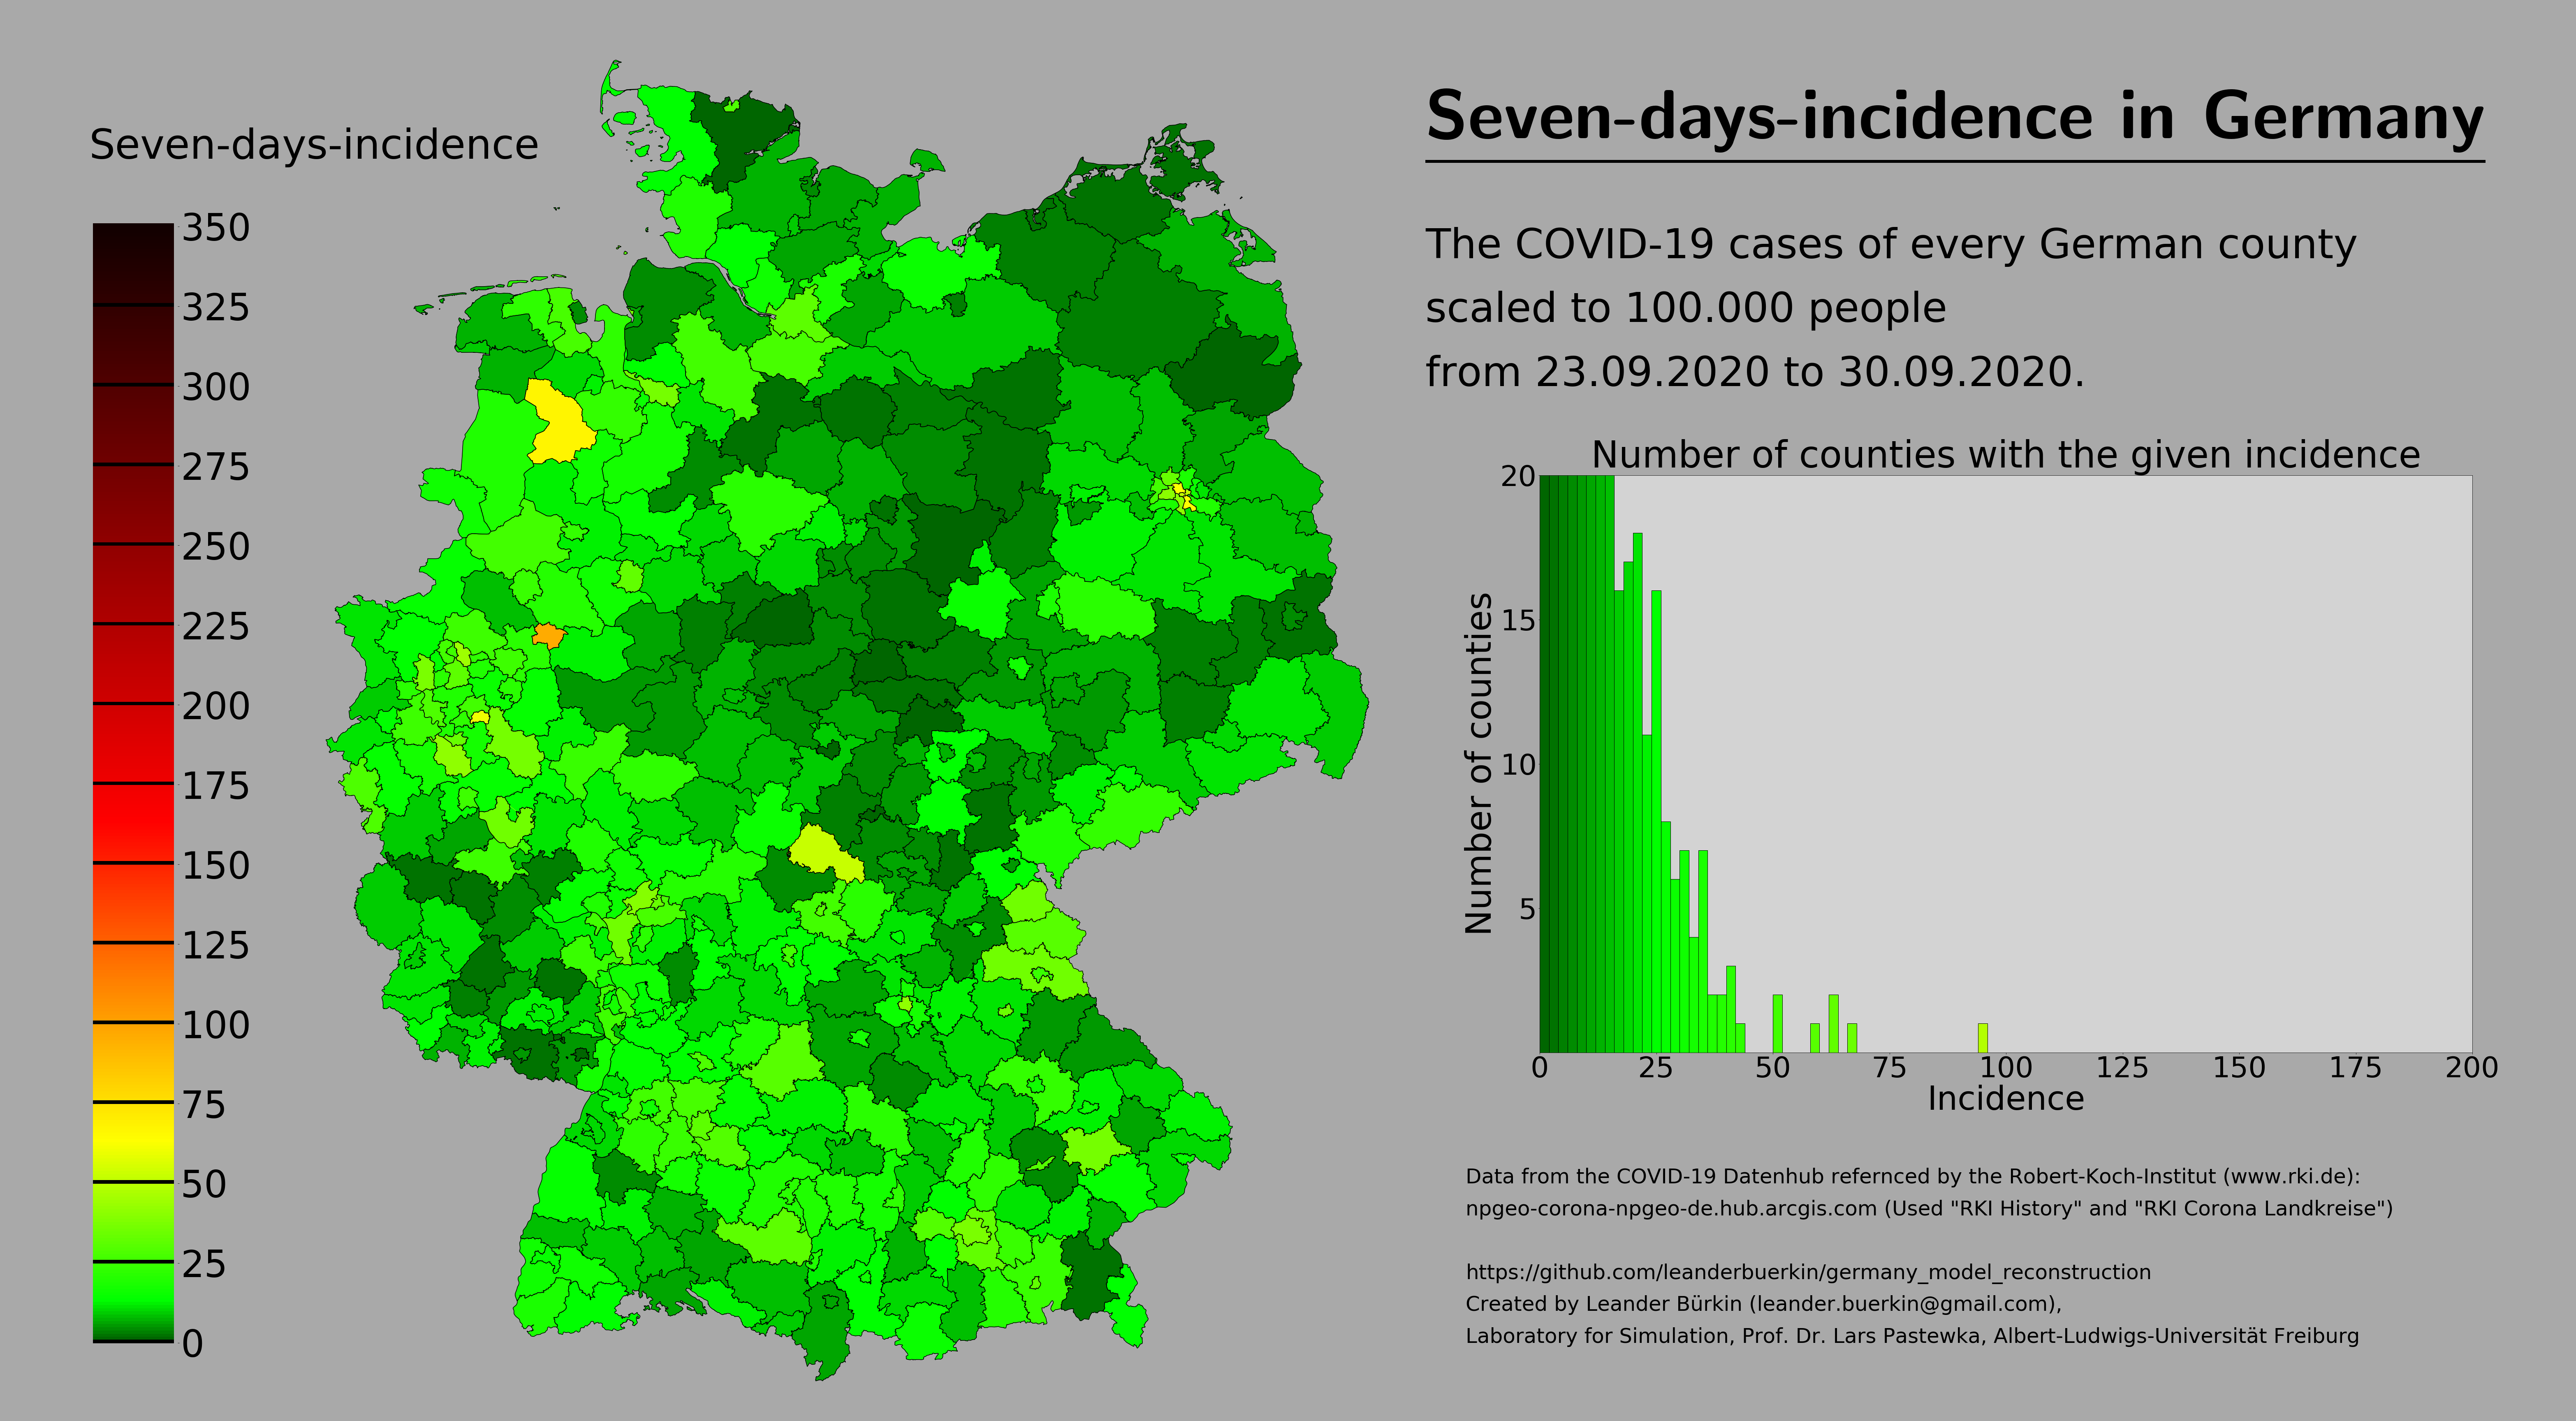 Seven-days-incidence in Germany
Seven-days-incidence
350
325
300
275
250
225
200
175
150
125
100
75
50
25
0
The COVID-19 cases of every German county
scaled to 100.000 people
from 23.09.2020 to 30.09.2020.
Number of counties with the given incidence
20
15
10
5
Number of counties
0 25 50 75 100 125 150 175 200
Incidence
Data from the COVID-19 Datenhub refernced by the Robert-Koch-Institut (www.rki.de):
npgeo-corona-npgeo-de.hub.arcgis.com (Used "RKI History" and "RKI Corona Landkreise")
https://github.com/leanderbuerkin/germany_model_reconstruction
Created by Leander Bürkin (leander.buerkin@gmail.com),
Laboratory for Simulation, Prof. Dr. Lars Pastewka, Albert-Ludwigs-Universität Freiburg